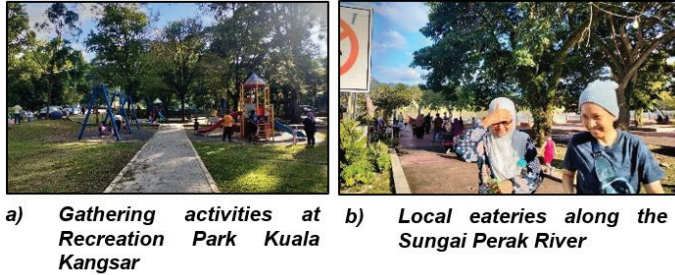 a) Gathering activities at
Recreation Park Kuala
Kangsar
b) Local eateries along the
Sungai Perak River